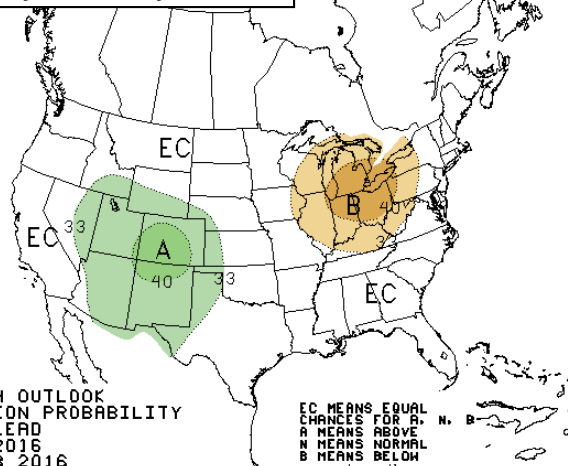 EC
EC
33
A
40
33
B
40
3
EC
H OUTLOOK
ION PROBABILITY
LEAD
2016
2016
EC MEANS EQUAL
CHANCES FOR A, N, B
A MEANS ABOVE
N MEANS NORMAL
B MEANS BELOW